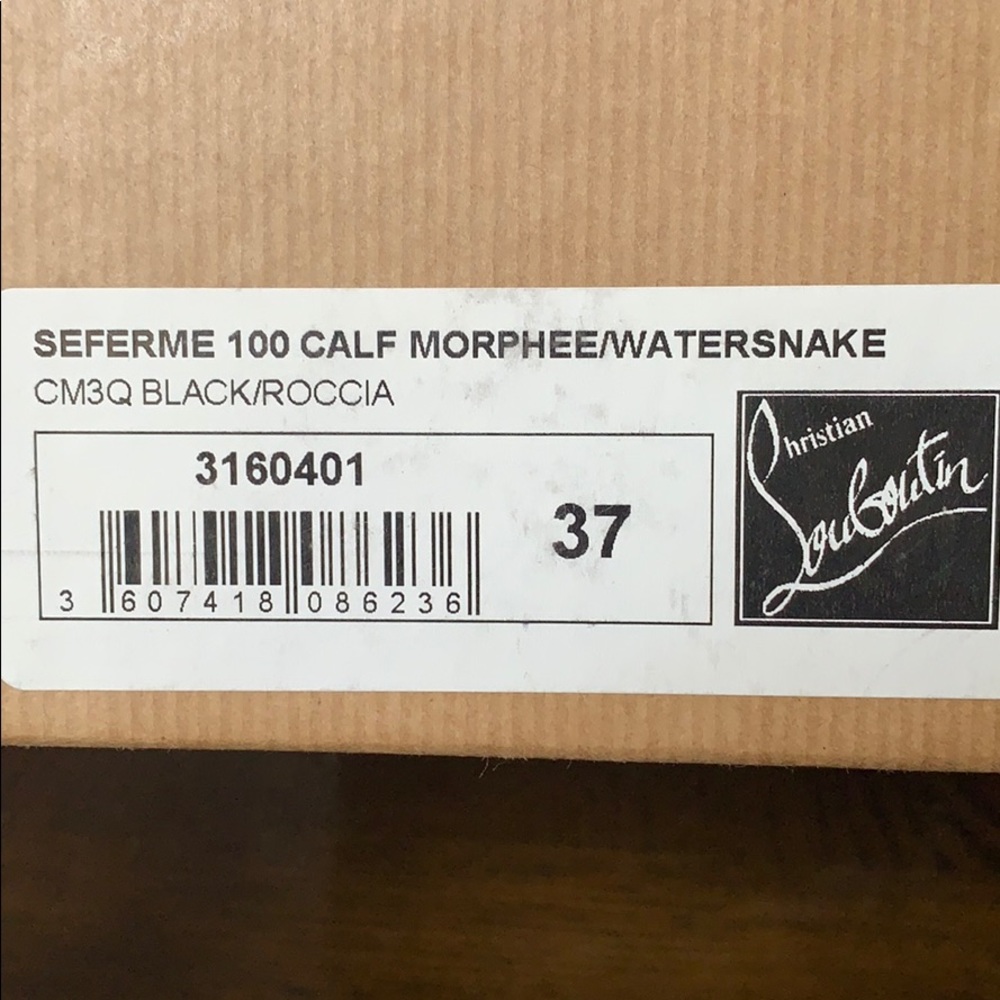 SEFERME 100 CALF MORPHEE/WATERSNAKE
CM3Q BLACK/ROCCIA
3160401
37
3 607418 086236
Christian
Louboutin